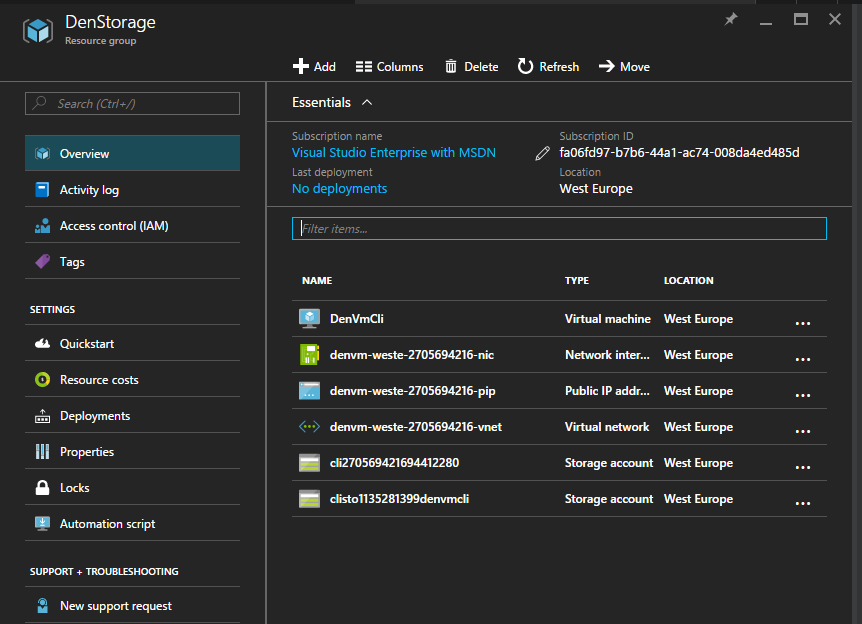 DenStorage
Resource group
Add
Columns
Delete
Refresh
Move
Search (Ctrl+/)
Overview
Activity log
Access control (IAM)
Tags
SETTINGS
Quickstart
Resource costs
Deployments
Properties
Locks
Automation script
SUPPORT + TROUBLESHOOTING
New support request
Essentials
Subscription name
Visual Studio Enterprise with MSDN
Subscription ID
fa06fd97-b7b6-44a1-ac74-008da4ed485d
Last deployment
No deployments
Location
West Europe
Filter items...
NAME TYPE LOCATION
DenVmCli Virtual machine West Europe ...
denvm-weste-2705694216-nic Network inter... West Europe ...
denvm-weste-2705694216-pip Public IP addr... West Europe ...
denvm-weste-2705694216-vnet Virtual network West Europe ...
cli270569421694412280 Storage account West Europe ...
clisto1135281399denvmcli Storage account West Europe ...